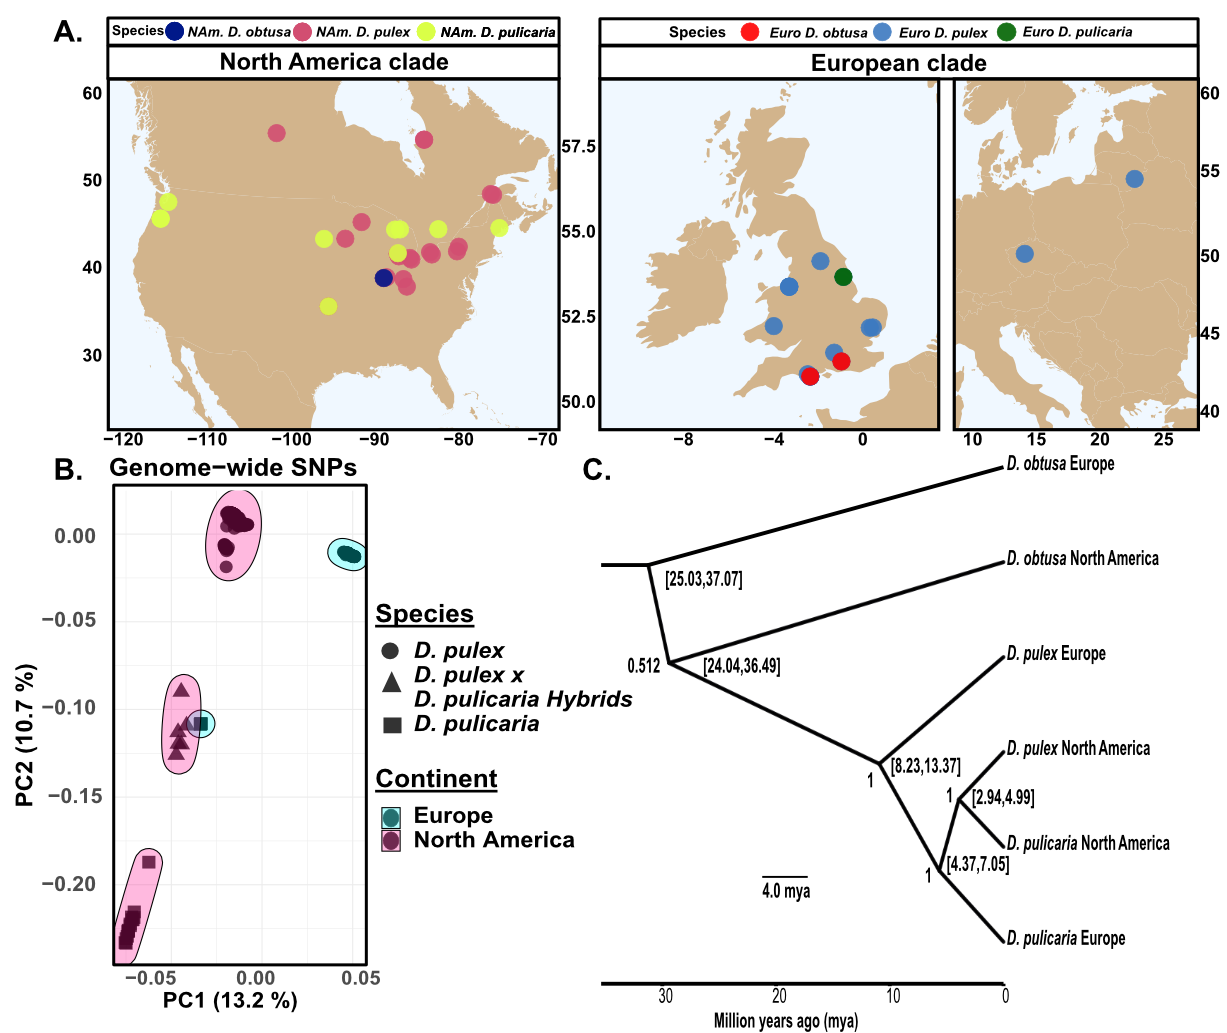 A.
Species NAm. D. obtusa NAm. D. pulex NAm. D. pulicaria
North America clade
60
50
40
30
−120 −110 −100 −90 −80 −70
Species Euro D. obtusa Euro D. pulex Euro D. pulicaria
European clade
57.5
55.0
52.5
50.0
−8 −4 0
60
55
50
45
40
10 15 20 25
B.
Genome−wide SNPs
PC2 (10.7 %)
0.00
−0.05
−0.10
−0.15
−0.20
−0.05 0.00 0.05
PC1 (13.2 %)
Species
D. pulex
D. pulex x
D. pulicaria Hybrids
D. pulicaria
Continent
Europe
North America
C.
D. obtusa Europe
D. obtusa North America
[25.03,37.07]
0.512 [24.04,36.49]
D. pulex Europe
D. pulex North America
[8.23,13.37]
1
1 [2.94,4.99]
D. pulicaria North America
[4.37,7.05]
1
4.0 mya
D. pulicaria Europe
30 20 10 0
Million years ago (mya)